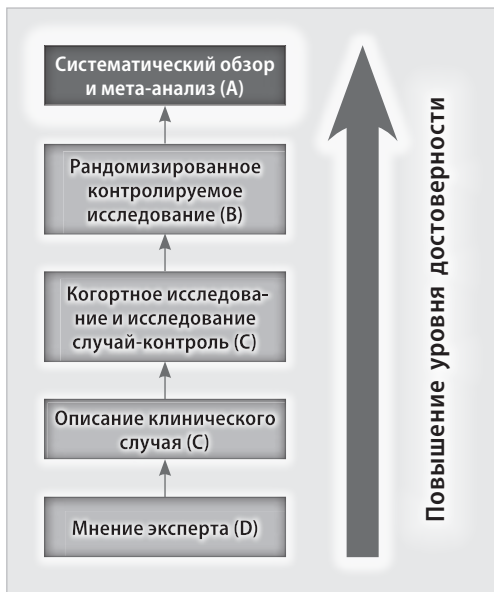 Систематический обзор
и мета-анализ (A)
Рандомизированное
контролируемое
исследование (B)
Когортное исследова-
ние и исследование
случай-контроль (C)
Описание клинического
случая (C)
Мнение эксперта (D)
Повышение уровня достоверности